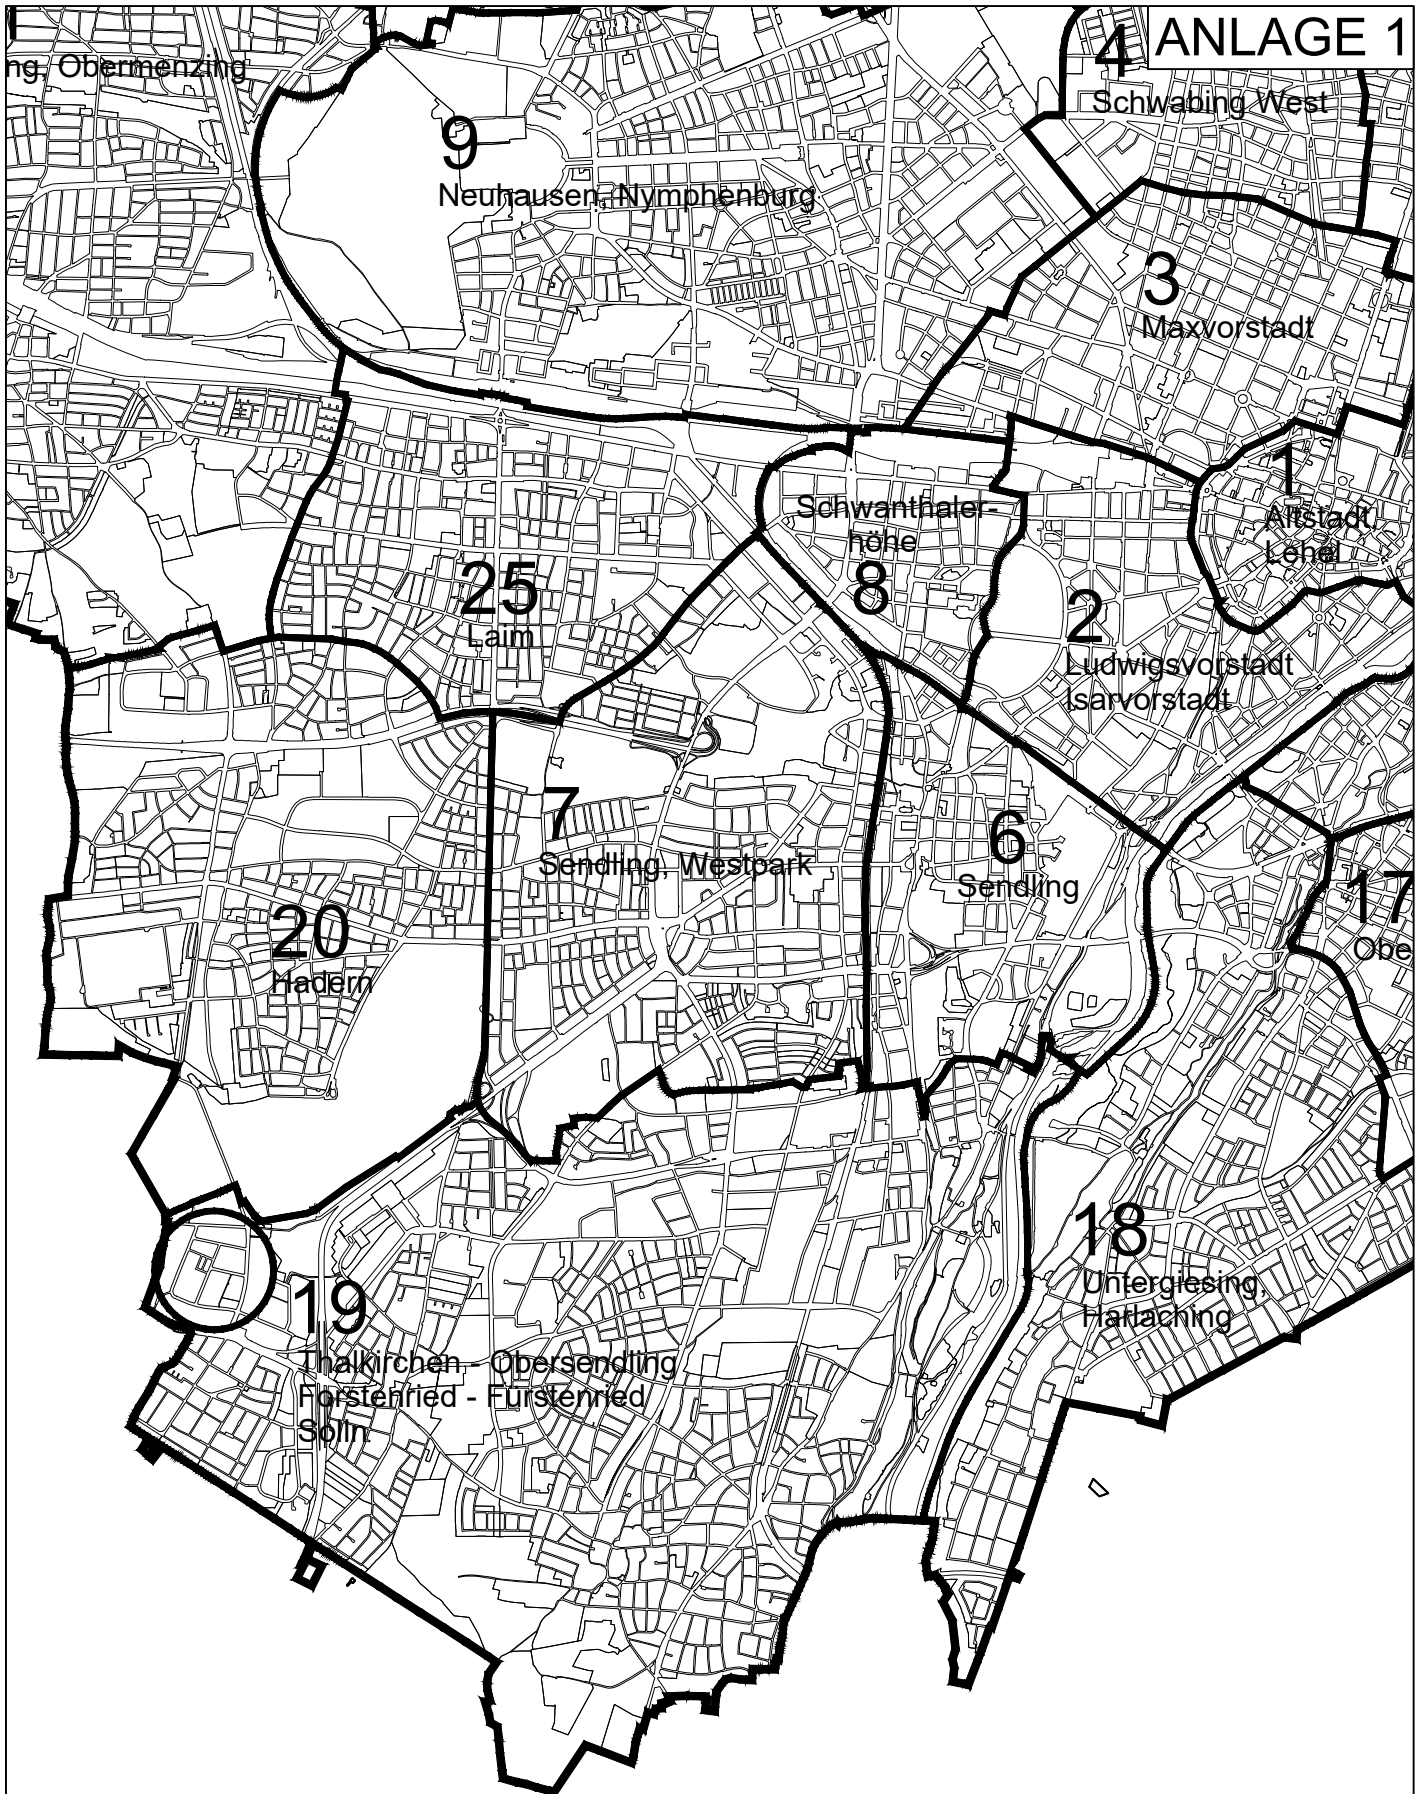 ANLAGE 1
4
Schwabing West
ng, Obermenzing
9
Neuhausen, Nymphenburg
3
Maxvorstadt
1
Altstadt,
Lehel
Schwanthaler-
höhe
8
25
Laim
2
Ludwigsvorstadt
Isarvorstadt
7
Sendling, Westpark
6
Sendling
17
Obe
20
Hadern
18
Untergiesing,
Harlaching
19
Thalkirchen - Obersendling
Forstenried - Fürstenried
Solln